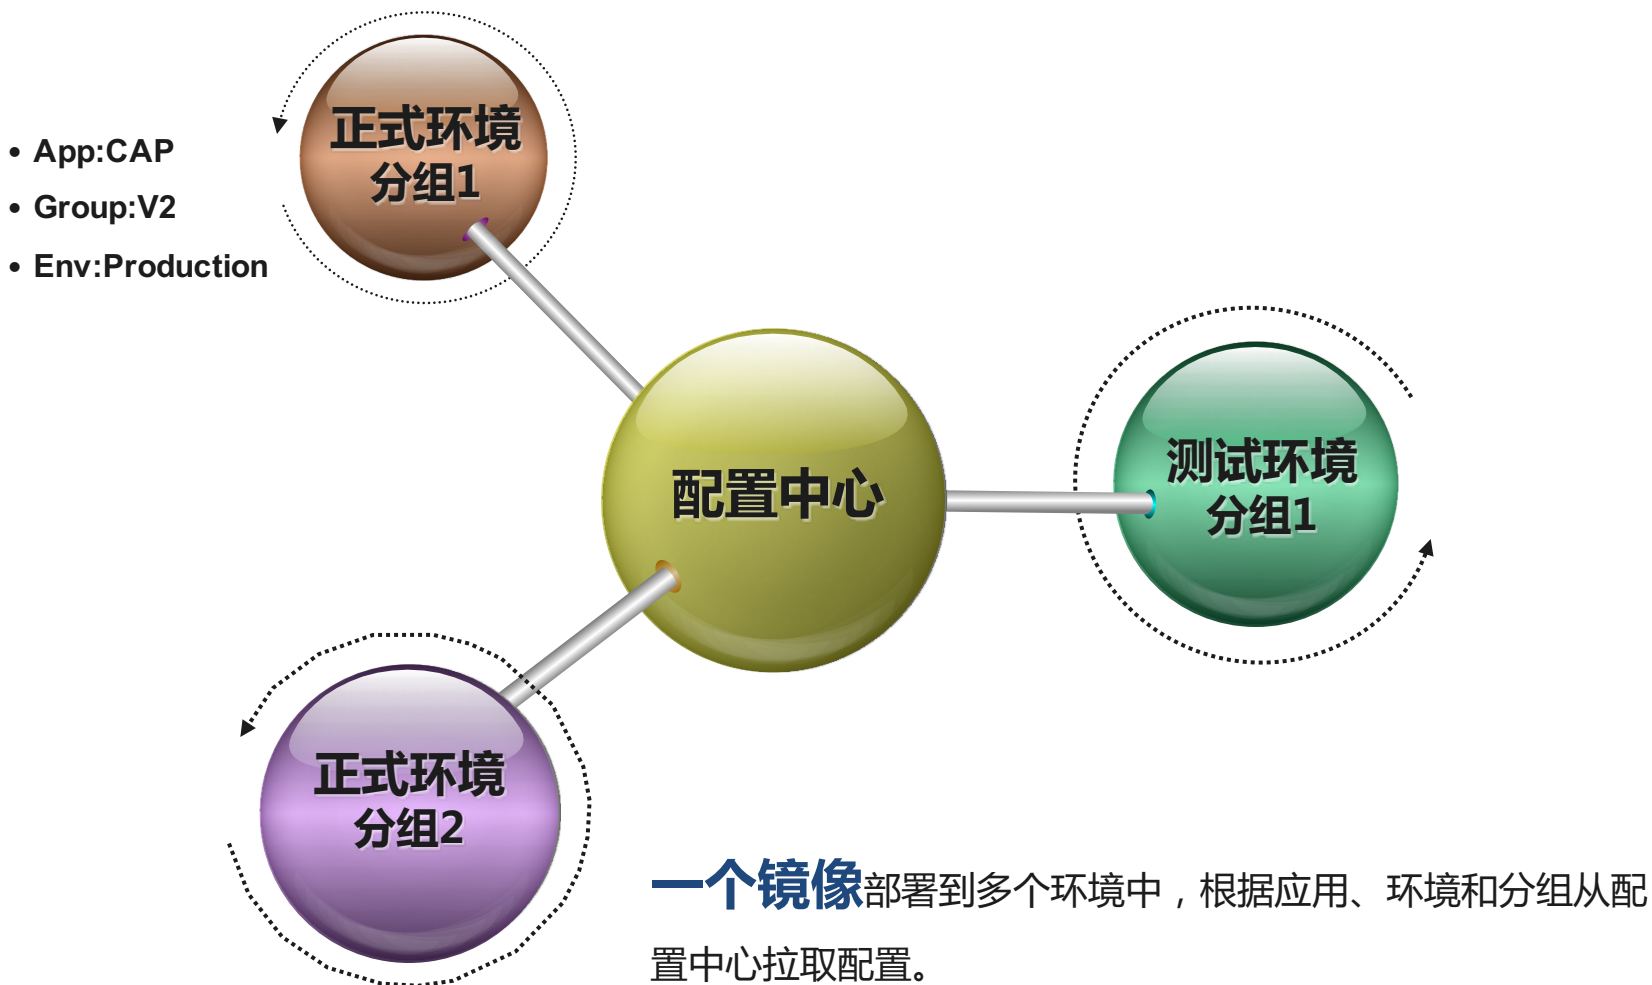 正式环境
分组1
• App:CAP
• Group:V2
• Env:Production
配置中心
测试环境
分组1
正式环境
分组2
一个镜像部署到多个环境中，根据应用、环境和分组从配
置中心拉取配置。